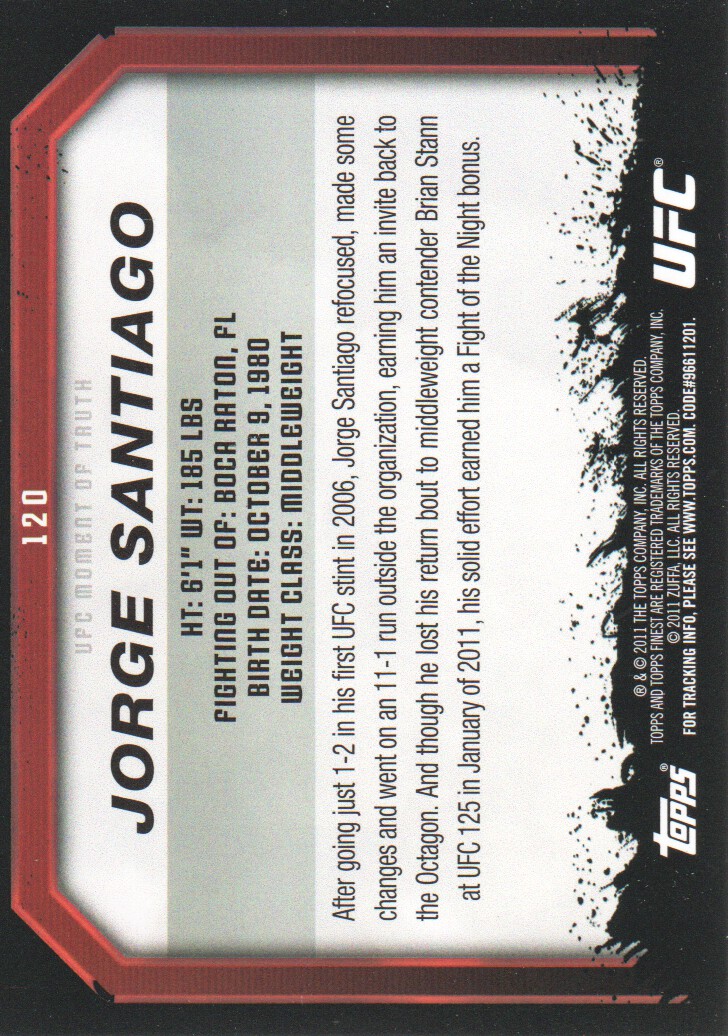 120
UFC MOMENT OF TRUTH
JORGE SANTIAGO
HT: 6'1" WT: 185 LBS
FIGHTING OUT OF: BOCA RATON, FL
BIRTH DATE: OCTOBER 9, 1980
WEIGHT CLASS: MIDDLEWEIGHT
After going just 1-2 in his first UFC stint in 2006, Jorge Santiago refocused, made some
changes and went on an 11-1 run outside the organization, earning him an invite back to
the Octagon. And though he lost his return bout to middleweight contender Brian Stann
at UFC 125 in January of 2011, his solid effort earned him a Fight of the Night bonus.
TOPPS®
® & © 2011 THE TOPPS COMPANY, INC. ALL RIGHTS RESERVED.
TOPPS AND TOPPS FINEST ARE REGISTERED TRADEMARKS OF THE TOPPS COMPANY, INC.
© 2011 ZUFFA, LLC. ALL RIGHTS RESERVED.
FOR TRACKING INFO, PLEASE SEE WWW.TOPPS.COM. CODE#96611201.
UFC®